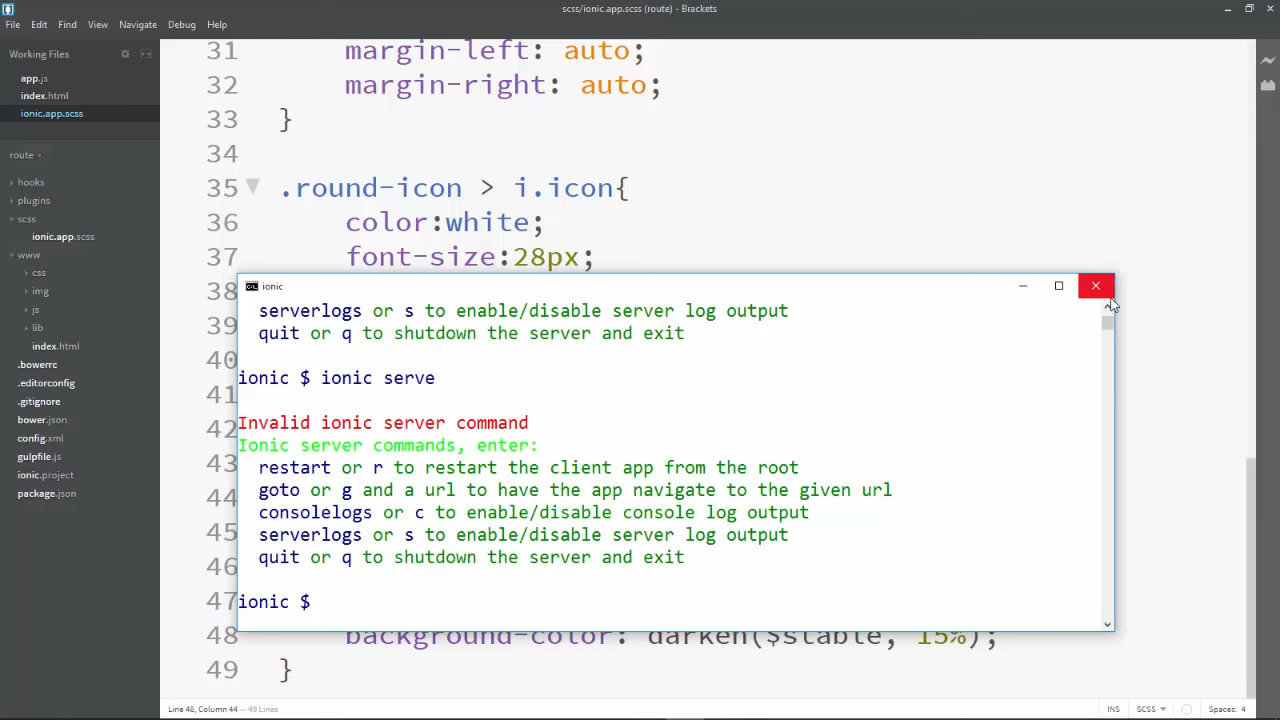 scss/ionic.app.scss (route) - Brackets
File Edit Find View Navigate Debug Help
Working Files
app.js
index.html
ionic.app.scss
route
hooks
plugins
scss
ionic.app.scss
www
css
img
js
lib
index.html
.bowerrc
.editorconfig
.gitignore
bower.json
config.xml
gulpfile.js
ionic.project
package.json
31 margin-left: auto;
32 margin-right: auto;
33 }
34
35 .round-icon > i.icon{
36 color:white;
37 font-size:28px;
38
39
40
41
42
43
44
45
46
47
48 background-color: darken($stable, 15%);
49 }
ionic
serverlogs or s to enable/disable server log output
quit or q to shutdown the server and exit
ionic $ ionic serve
Invalid ionic server command
Ionic server commands, enter:
restart or r to restart the client app from the root
goto or g and a url to have the app navigate to the given url
consolelogs or c to enable/disable console log output
serverlogs or s to enable/disable server log output
quit or q to shutdown the server and exit
ionic $
Line 48, Column 44 — 49 Lines
INS SCSS Spaces: 4